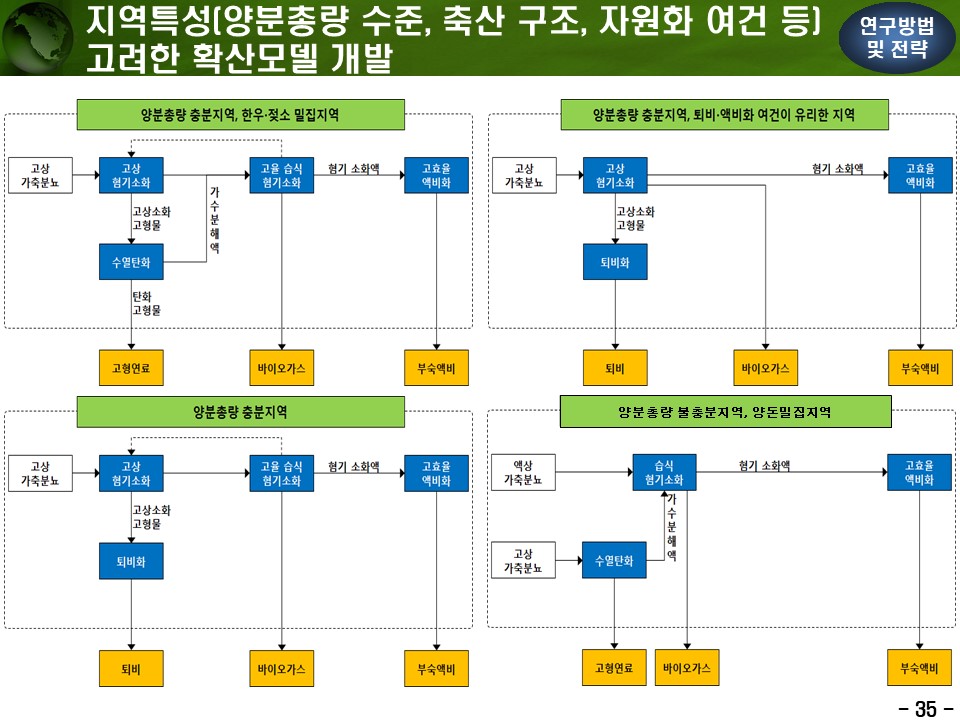 지역특성(양분총량 수준, 축산 구조, 자원화 여건 등)
고려한 확산모델 개발
연구방법
및 전략
양분총량 충분지역, 한우·젖소 밀집지역
고상
가축분뇨
고상
혐기소화
고율 습식
혐기소화
혐기 소화액
고효율
액비화
가수분해액
고상소화
고형물
수열탄화
탄화
고형물
고형연료
바이오가스
부숙액비
양분총량 충분지역, 퇴비·액비화 여건이 유리한 지역
고상
가축분뇨
고상
혐기소화
혐기 소화액
고효율
액비화
고상소화
고형물
퇴비화
퇴비
바이오가스
부숙액비
양분총량 충분지역
고상
가축분뇨
고상
혐기소화
고율 습식
혐기소화
혐기 소화액
고효율
액비화
고상소화
고형물
퇴비화
퇴비
바이오가스
부숙액비
양분총량 불충분지역, 양돈밀집지역
액상
가축분뇨
습식
혐기소화
혐기 소화액
고효율
액비화
가수분해액
고상
가축분뇨
수열탄화
고형연료
바이오가스
부숙액비
- 35 -